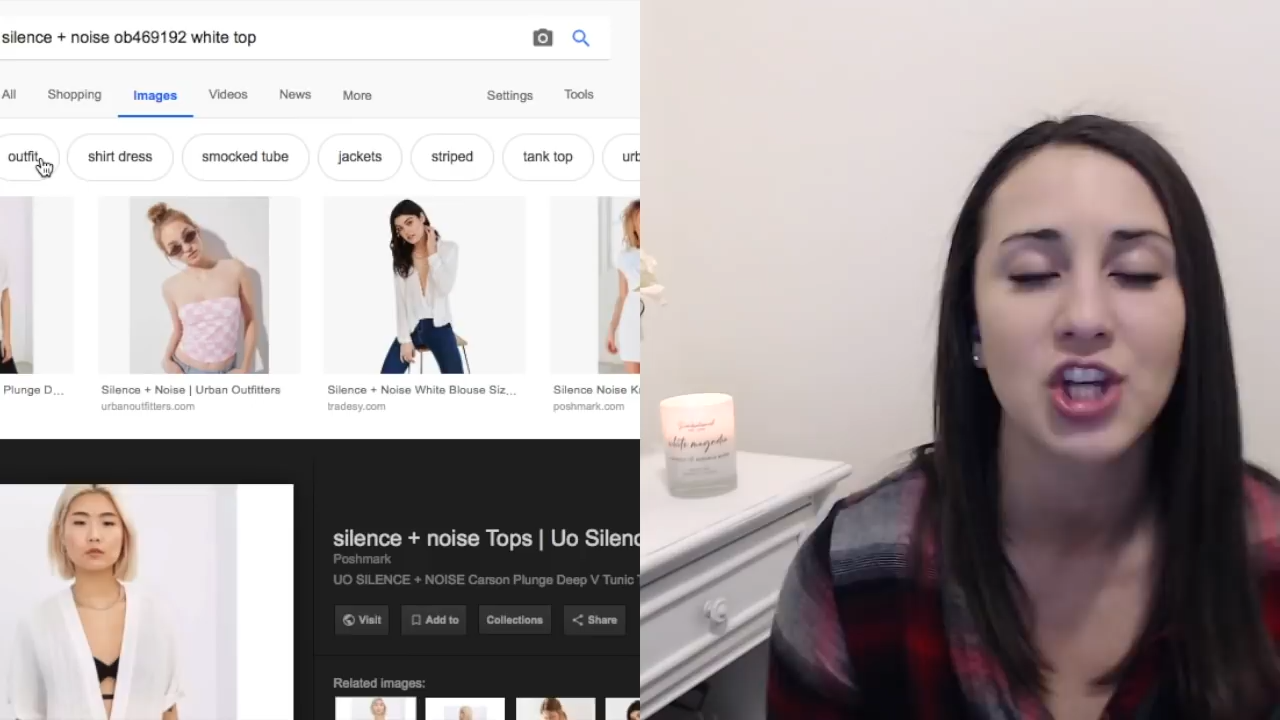 silence + noise ob469192 white top
All Shopping Images Videos News More Settings Tools
outfit shirt dress smocked tube jackets striped tank top urb
Plunge D... Silence + Noise | Urban Outfitters Silence + Noise White Blouse Siz... Silence Noise K
urbanoutfitters.com tradesy.com poshmark.com
white magnolia
silence + noise Tops | Uo Silenc
Poshmark
UO SILENCE + NOISE Carson Plunge Deep V Tunic T
Visit Add to Collections Share
Related images: